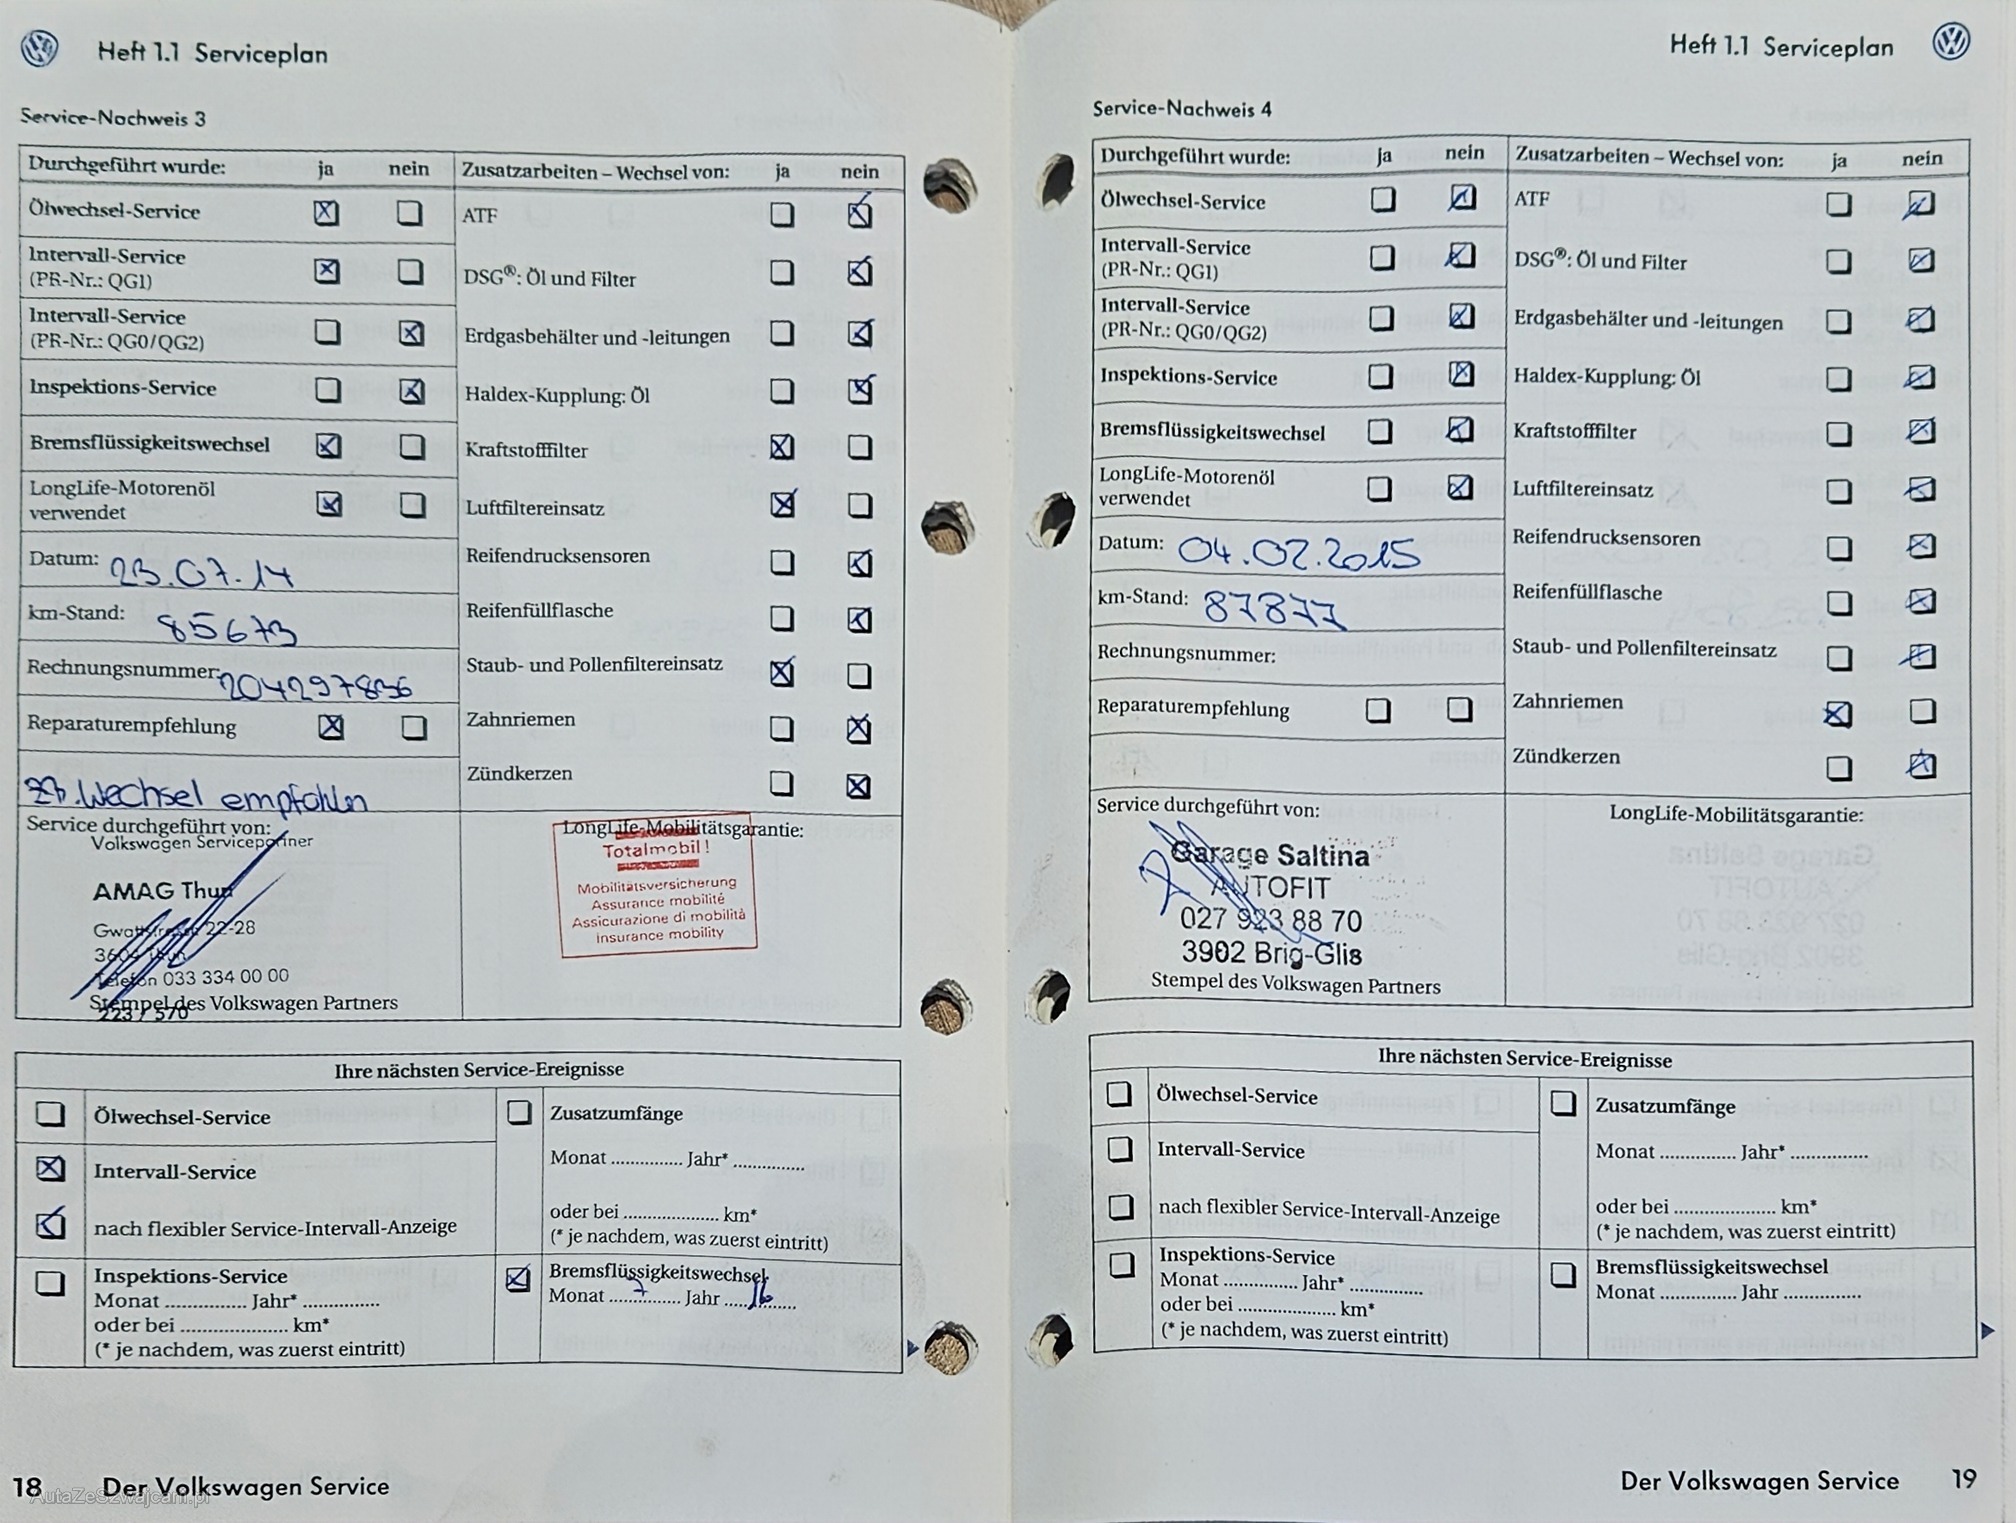 Heft 1.1 Serviceplan
Service-Nachweis 3
Durchgeführt wurde: ja nein
Ölwechsel-Service
Intervall-Service
(PR-Nr.: QG1)
Intervall-Service
(PR-Nr.: QG0/QG2)
Inspektions-Service
Bremsflüssigkeitswechsel
LongLife-Motorenöl
verwendet
Datum: 23.07.14
km-Stand: 85673
Rechnungsnummer: 204297836
Reparaturempfehlung
Wechsel empfohlen
Zusatzarbeiten – Wechsel von: ja nein
ATF
DSG®: Öl und Filter
Erdgasbehälter und -leitungen
Haldex-Kupplung: Öl
Kraftstofffilter
Luftfiltereinsatz
Reifendrucksensoren
Reifenfüllflasche
Staub- und Pollenfiltereinsatz
Zahnriemen
Zündkerzen
Service durchgeführt von:
Volkswagen Servicepartner
AMAG Thun
Gwattstrasse 22-28
3604 Thun
Telefon 033 334 00 00
Stempel des Volkswagen Partners
223 / 570
LongLife-Mobilitätsgarantie:
Totalmobil!
Mobilitätsversicherung
Assurance mobilité
Assicurazione di mobilità
Insurance mobility
Ihre nächsten Service-Ereignisse
Ölwechsel-Service
Intervall-Service
nach flexibler Service-Intervall-Anzeige
Inspektions-Service
Monat .............. Jahr* .............
oder bei .................... km*
(* je nachdem, was zuerst eintritt)
Zusatzumfänge
Monat ............. Jahr* .............
oder bei .................. km*
(* je nachdem, was zuerst eintritt)
Bremsflüssigkeitswechsel
Monat 7 Jahr 16
18 Der Volkswagen Service
AutaZeSzwajcarii.pl
Heft 1.1 Serviceplan
Service-Nachweis 4
Durchgeführt wurde: ja nein
Ölwechsel-Service
Intervall-Service
(PR-Nr.: QG1)
Intervall-Service
(PR-Nr.: QG0/QG2)
Inspektions-Service
Bremsflüssigkeitswechsel
LongLife-Motorenöl
verwendet
Datum: 04.02.2015
km-Stand: 87877
Rechnungsnummer:
Reparaturempfehlung
Zusatzarbeiten – Wechsel von: ja nein
ATF
DSG®: Öl und Filter
Erdgasbehälter und -leitungen
Haldex-Kupplung: Öl
Kraftstofffilter
Luftfiltereinsatz
Reifendrucksensoren
Reifenfüllflasche
Staub- und Pollenfiltereinsatz
Zahnriemen
Zündkerzen
Service durchgeführt von:
Garage Saltina
AUTOFIT
027 923 88 70
3902 Brig-Glis
Stempel des Volkswagen Partners
LongLife-Mobilitätsgarantie:
Ihre nächsten Service-Ereignisse
Ölwechsel-Service
Intervall-Service
nach flexibler Service-Intervall-Anzeige
Inspektions-Service
Monat ............. Jahr* .............
oder bei .................. km*
(* je nachdem, was zuerst eintritt)
Zusatzumfänge
Monat ............. Jahr* .............
oder bei ................... km*
(* je nachdem, was zuerst eintritt)
Bremsflüssigkeitswechsel
Monat ............. Jahr .............
Der Volkswagen Service 19